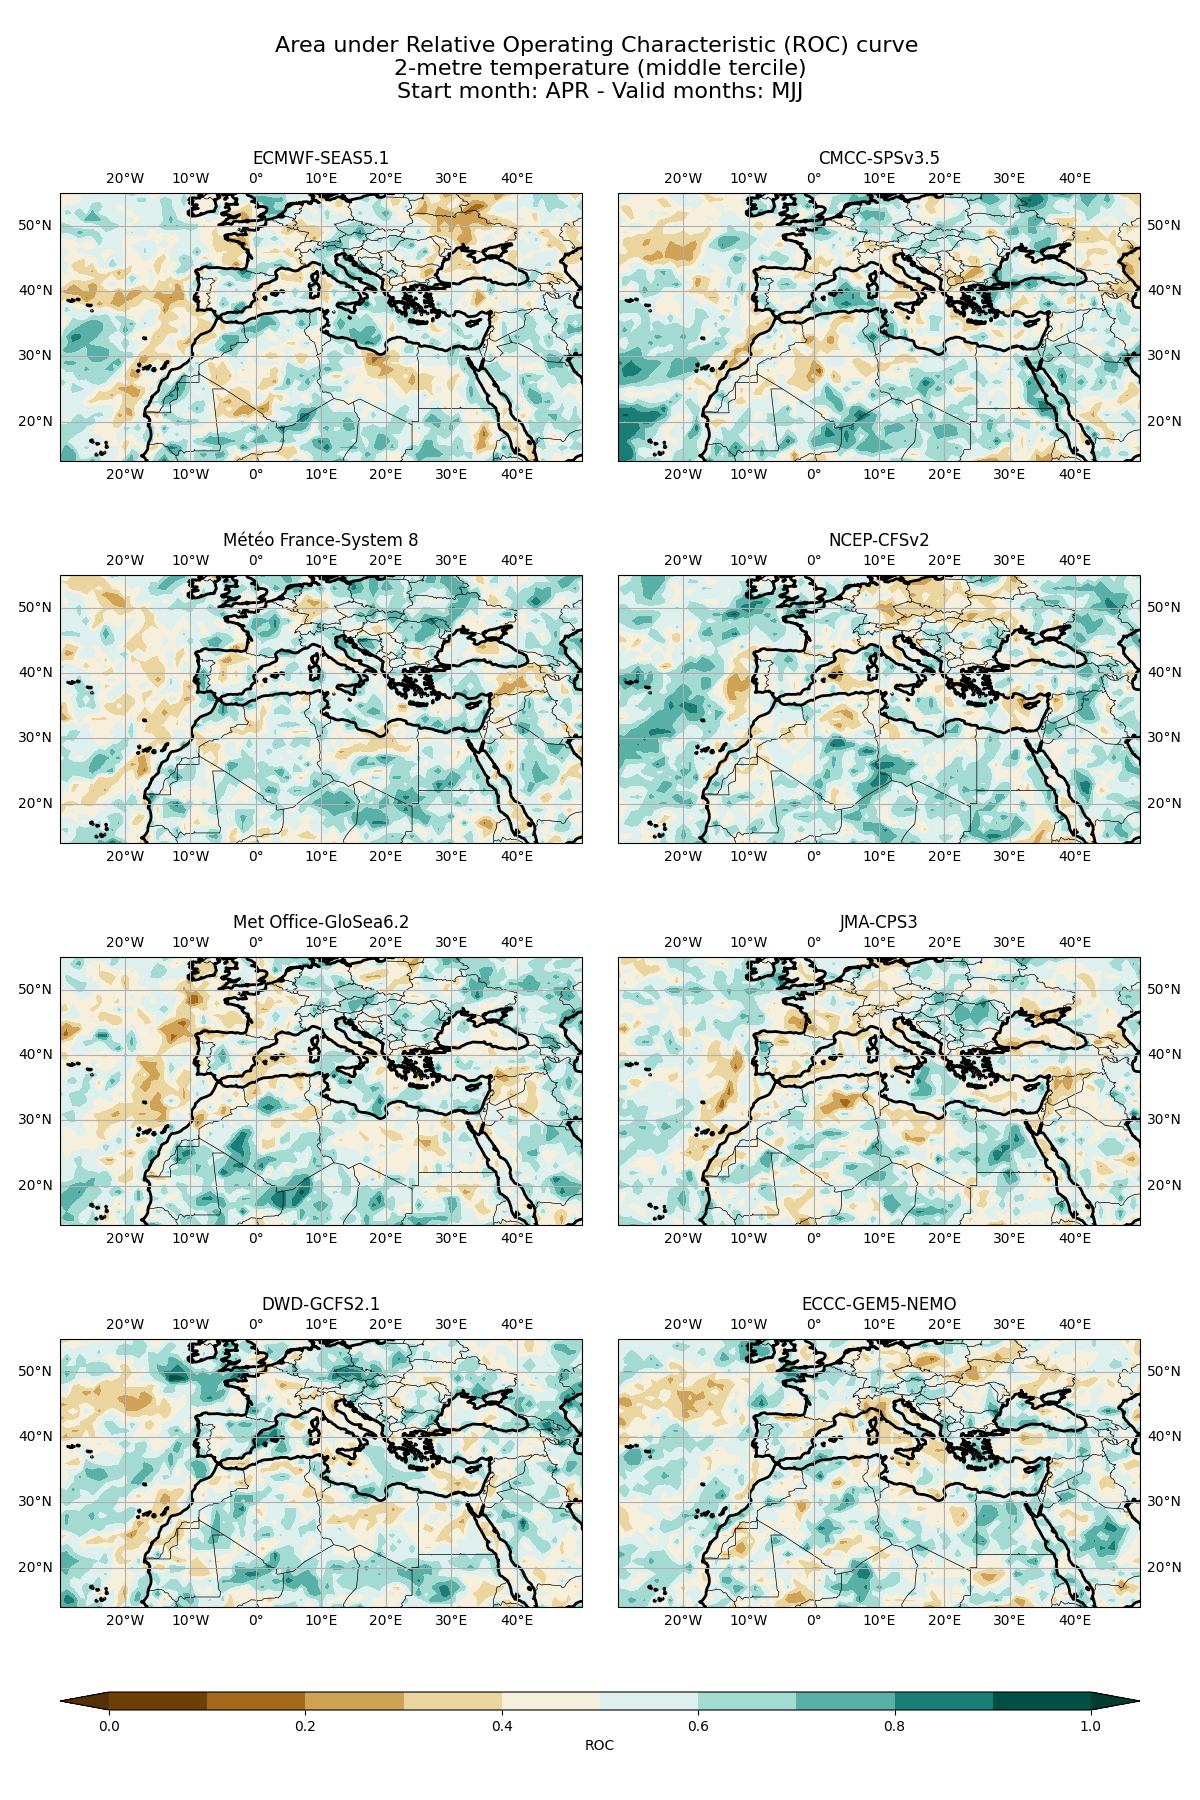 Area under Relative Operating Characteristic (ROC) curve
2-metre temperature (middle tercile)
Start month: APR - Valid months: MJJ
ECMWF-SEAS5.1 CMCC-SPSv3.5
20°W 10°W 0° 10°E 20°E 30°E 40°E 20°W 10°W 0° 10°E 20°E 30°E 40°E
50°N 50°N
40°N 40°N
30°N 30°N
20°N 20°N
20°W 10°W 0° 10°E 20°E 30°E 40°E 20°W 10°W 0° 10°E 20°E 30°E 40°E
Météo France-System 8 NCEP-CFSv2
20°W 10°W 0° 10°E 20°E 30°E 40°E 20°W 10°W 0° 10°E 20°E 30°E 40°E
50°N 50°N
40°N 40°N
30°N 30°N
20°N 20°N
20°W 10°W 0° 10°E 20°E 30°E 40°E 20°W 10°W 0° 10°E 20°E 30°E 40°E
Met Office-GloSea6.2 JMA-CPS3
20°W 10°W 0° 10°E 20°E 30°E 40°E 20°W 10°W 0° 10°E 20°E 30°E 40°E
50°N 50°N
40°N 40°N
30°N 30°N
20°N 20°N
20°W 10°W 0° 10°E 20°E 30°E 40°E 20°W 10°W 0° 10°E 20°E 30°E 40°E
DWD-GCFS2.1 ECCC-GEM5-NEMO
20°W 10°W 0° 10°E 20°E 30°E 40°E 20°W 10°W 0° 10°E 20°E 30°E 40°E
50°N 50°N
40°N 40°N
30°N 30°N
20°N 20°N
20°W 10°W 0° 10°E 20°E 30°E 40°E 20°W 10°W 0° 10°E 20°E 30°E 40°E
0.0 0.2 0.4 0.6 0.8 1.0
ROC